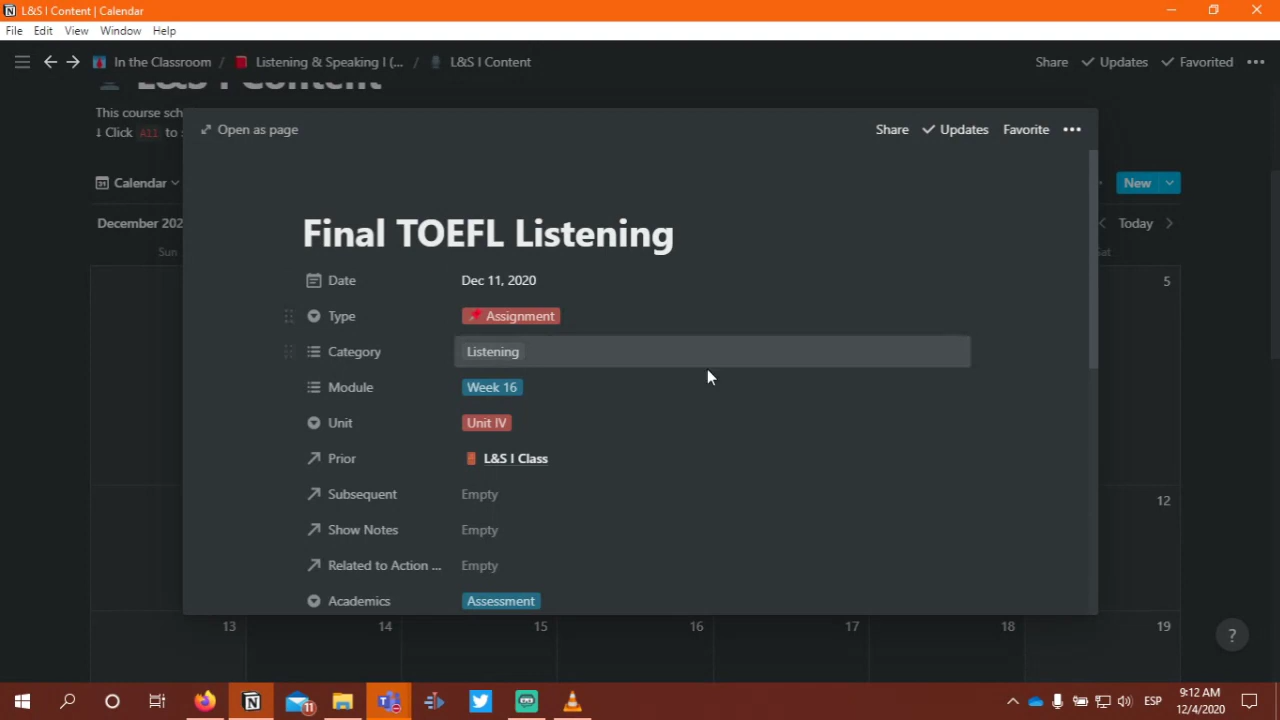 L&S I Content | Calendar
File Edit View Window Help
In the Classroom / Listening & Speaking I (... / L&S I Content Share Updates Favorited
L&S I Content
This course sch
↓ Click All to
Open as page Share Updates Favorite
Calendar New
Final TOEFL Listening
December 202 Today
Sun Sat
Date Dec 11, 2020
5
Type Assignment
Category Listening
Module Week 16
Unit Unit IV
Prior L&S I Class
Subsequent Empty
12
Show Notes Empty
Related to Action ... Empty
Academics Assessment
13 14 15 16 17 18 19
?
11 ESP 9:12 AM
12/4/2020